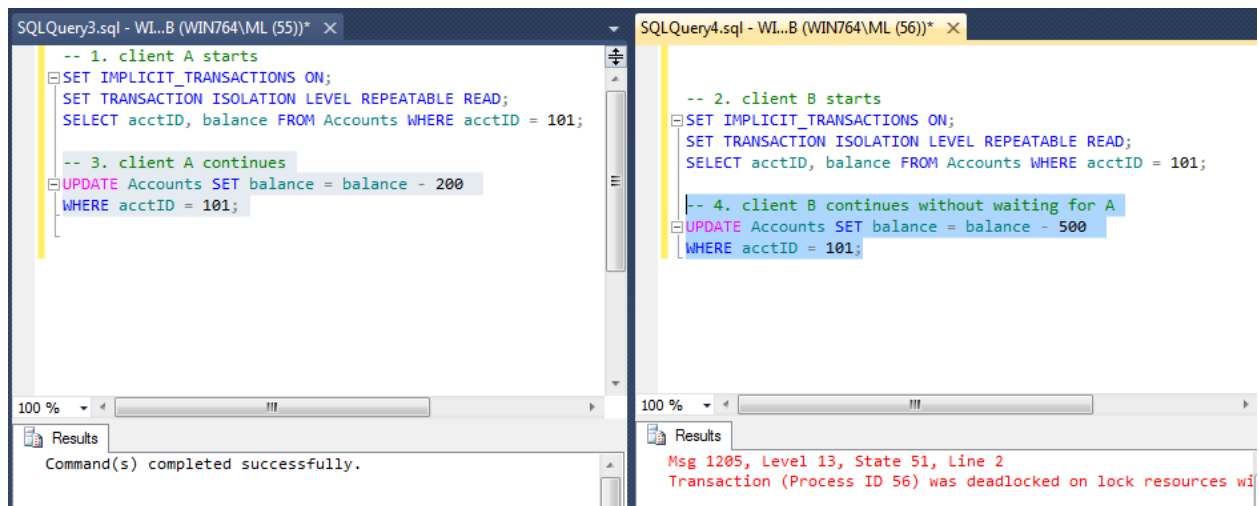 SQLQuery3.sql - WI...B (WIN764\ML (55))*
-- 1. client A starts
SET IMPLICIT_TRANSACTIONS ON;
SET TRANSACTION ISOLATION LEVEL REPEATABLE READ;
SELECT acctID, balance FROM Accounts WHERE acctID = 101;
-- 3. client A continues
UPDATE Accounts SET balance = balance - 200
WHERE acctID = 101;
100 %
Results
Command(s) completed successfully.
SQLQuery4.sql - WI...B (WIN764\ML (56))*
-- 2. client B starts
SET IMPLICIT_TRANSACTIONS ON;
SET TRANSACTION ISOLATION LEVEL REPEATABLE READ;
SELECT acctID, balance FROM Accounts WHERE acctID = 101;
-- 4. client B continues without waiting for A
UPDATE Accounts SET balance = balance - 500
WHERE acctID = 101;
100 %
Results
Msg 1205, Level 13, State 51, Line 2
Transaction (Process ID 56) was deadlocked on lock resources wi